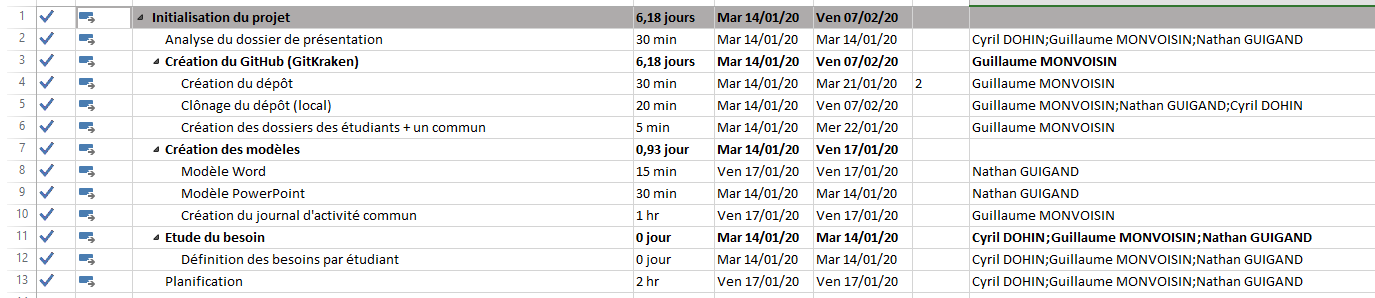 1 Initialisation du projet 6,18 jours Mar 14/01/20 Ven 07/02/20
2 Analyse du dossier de présentation 30 min Mar 14/01/20 Mar 14/01/20 Cyril DOHIN;Guillaume MONVOISIN;Nathan GUIGAND
3 Création du GitHub (GitKraken) 6,18 jours Mar 14/01/20 Ven 07/02/20 Guillaume MONVOISIN
4 Création du dépôt 30 min Mar 14/01/20 Mar 21/01/20 2 Guillaume MONVOISIN
5 Clônage du dépôt (local) 20 min Mar 14/01/20 Ven 07/02/20 Guillaume MONVOISIN;Nathan GUIGAND;Cyril DOHIN
6 Création des dossiers des étudiants + un commun 5 min Mar 14/01/20 Mer 22/01/20 Guillaume MONVOISIN
7 Création des modèles 0,93 jour Mar 14/01/20 Ven 17/01/20
8 Modèle Word 15 min Ven 17/01/20 Ven 17/01/20 Nathan GUIGAND
9 Modèle PowerPoint 30 min Mar 14/01/20 Mar 14/01/20 Nathan GUIGAND
10 Création du journal d'activité commun 1 hr Ven 17/01/20 Ven 17/01/20 Guillaume MONVOISIN
11 Etude du besoin 0 jour Mar 14/01/20 Mar 14/01/20 Cyril DOHIN;Guillaume MONVOISIN;Nathan GUIGAND
12 Définition des besoins par étudiant 0 jour Mar 14/01/20 Mar 14/01/20 Cyril DOHIN;Guillaume MONVOISIN;Nathan GUIGAND
13 Planification 2 hr Ven 17/01/20 Ven 17/01/20 Cyril DOHIN;Guillaume MONVOISIN;Nathan GUIGAND